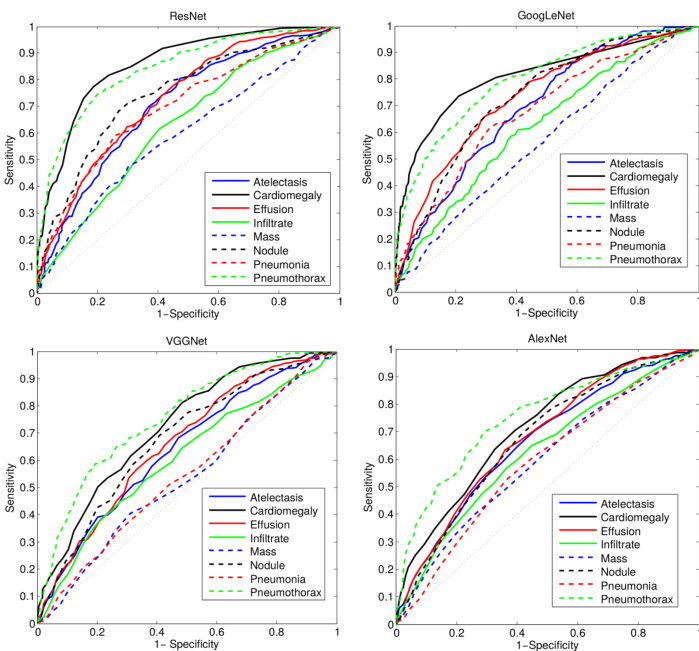 ResNet
1
0.9
0.8
0.7
0.6
0.5
0.4
0.3
0.2
0.1
0
Sensitivity
0 0.2 0.4 0.6 0.8 1
1-Specificity
Atelectasis
Cardiomegaly
Effusion
Infiltrate
Mass
Nodule
Pneumonia
Pneumothorax
GoogLeNet
1
0.9
0.8
0.7
0.6
0.5
0.4
0.3
0.2
0.1
0
Sensitivity
0 0.2 0.4 0.6 0.8 1
1-Specificity
Atelectasis
Cardiomegaly
Effusion
Infiltrate
Mass
Nodule
Pneumonia
Pneumothorax
VGGNet
1
0.9
0.8
0.7
0.6
0.5
0.4
0.3
0.2
0.1
0
Sensitivity
0 0.2 0.4 0.6 0.8 1
1- Specificity
Atelectasis
Cardiomegaly
Effusion
Infiltrate
Mass
Nodule
Pneumonia
Pneumothorax
AlexNet
1
0.9
0.8
0.7
0.6
0.5
0.4
0.3
0.2
0.1
0
Sensitivity
0 0.2 0.4 0.6 0.8 1
1-Specificity
Atelectasis
Cardiomegaly
Effusion
Infiltrate
Mass
Nodule
Pneumonia
Pneumothorax